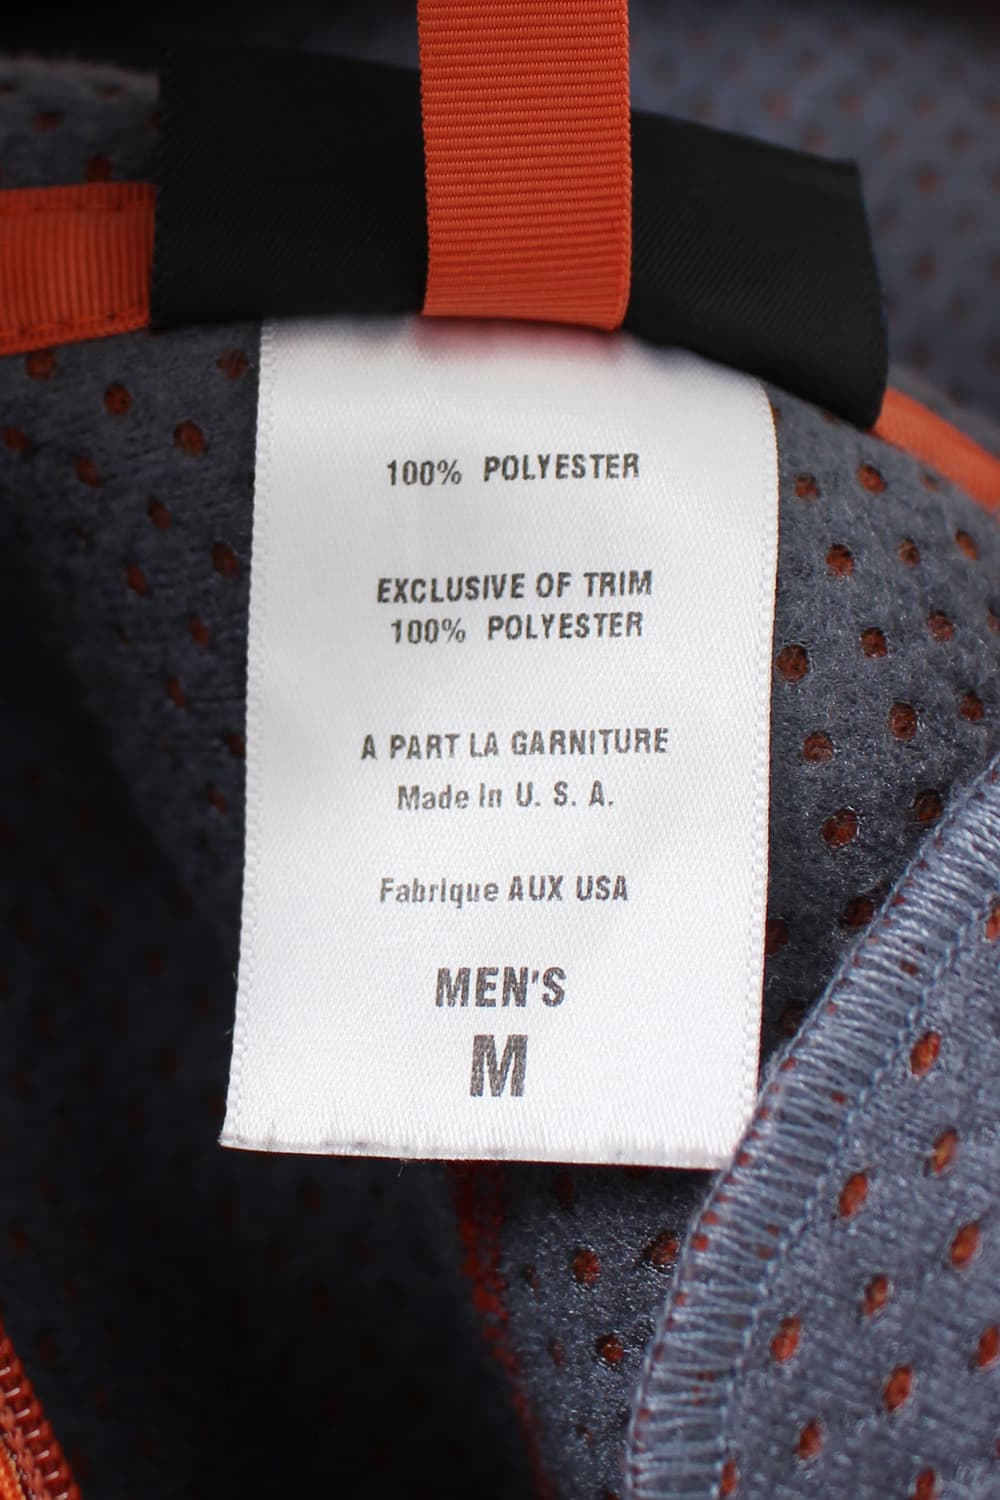 100% POLYESTER
EXCLUSIVE OF TRIM
100% POLYESTER
A PART LA GARNITURE
Made In U. S. A.
Fabrique AUX USA
MEN'S
M